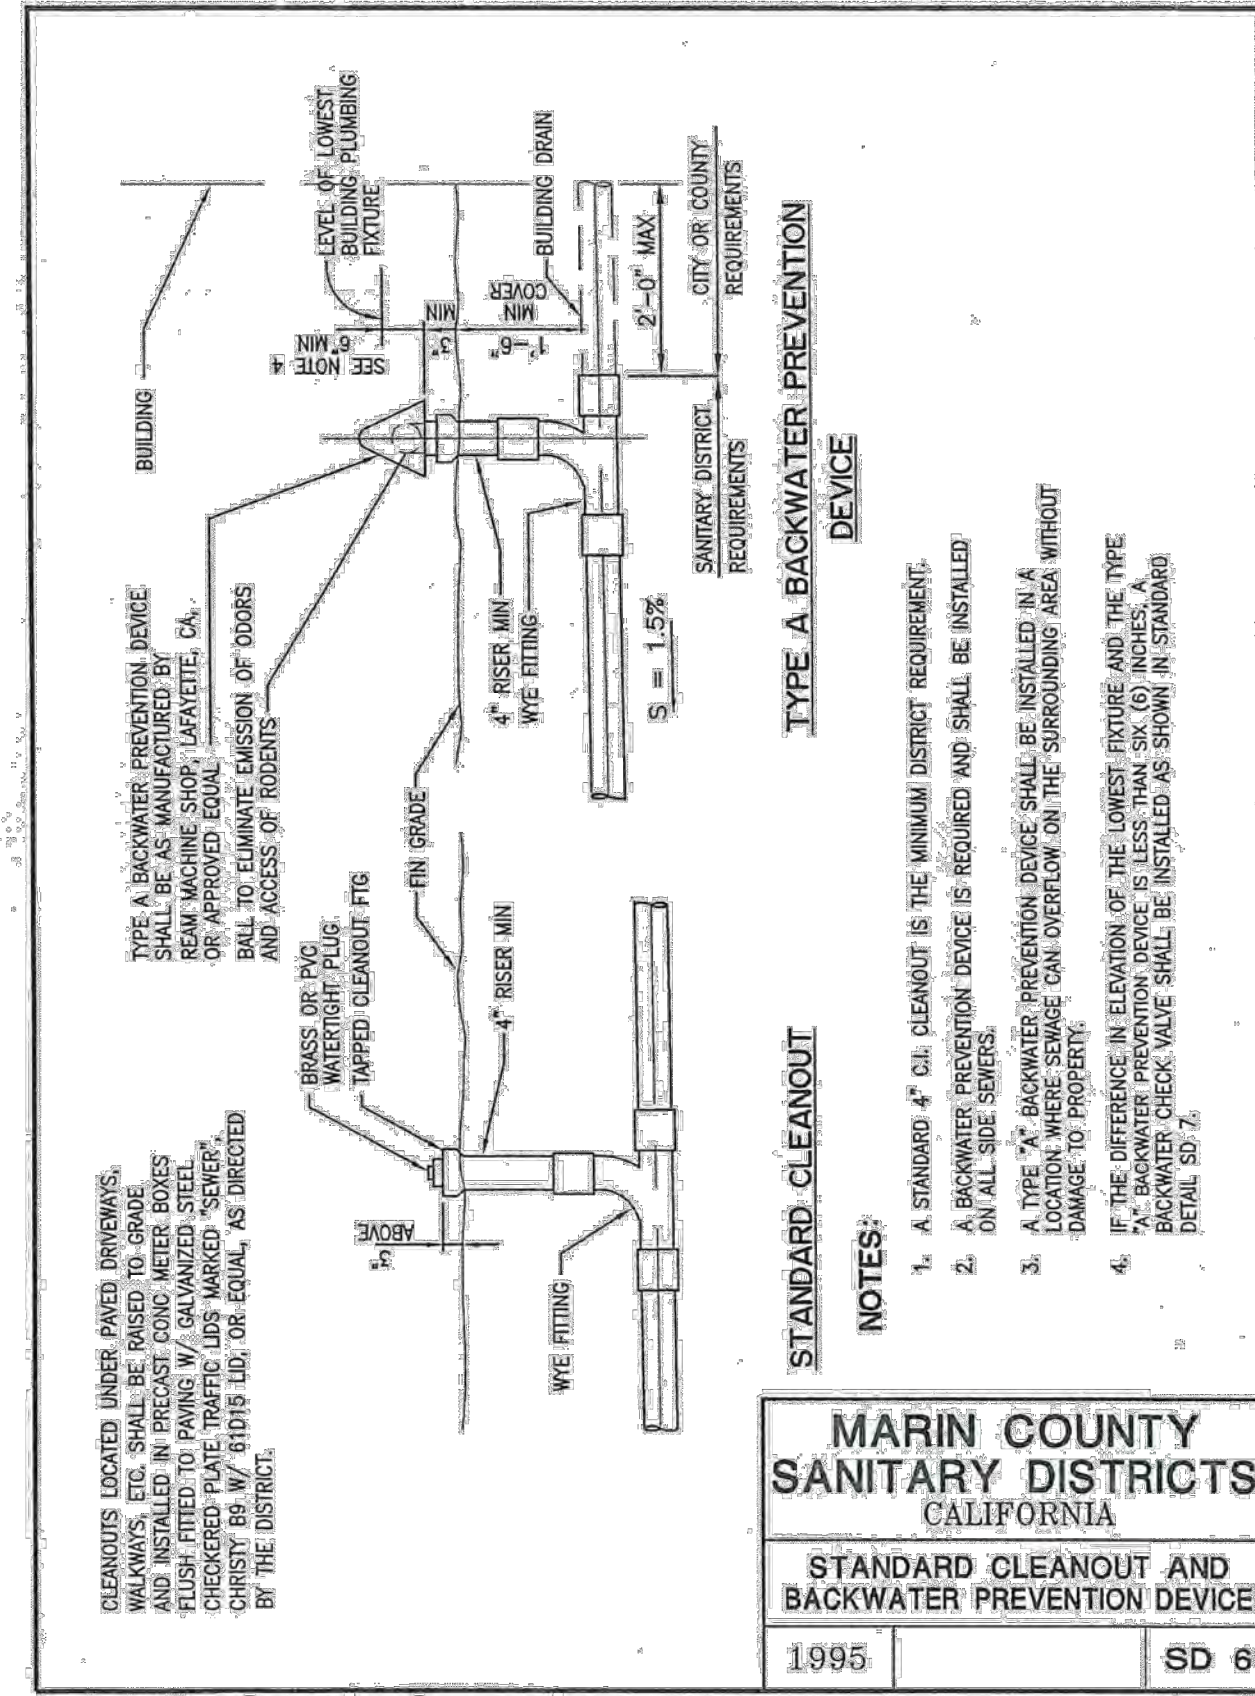 CLEANOUTS LOCATED UNDER PAVED DRIVEWAYS,
WALKWAYS, ETC. SHALL BE RAISED TO GRADE
AND INSTALLED IN PRECAST CONC METER BOXES
FLUSH FITTED TO PAVING W/ GALVANIZED STEEL
CHECKERED PLATE TRAFFIC LIDS MARKED "SEWER",
CHRISTY B9 W/ 61D15 LID, OR EQUAL, AS DIRECTED
BY THE DISTRICT.
TYPE A BACKWATER PREVENTION DEVICE
SHALL BE AS MANUFACTURED BY
REAM MACHINE SHOP, LAFAYETTE, CA,
OR APPROVED EQUAL
BALL TO ELIMINATE EMISSION OF ODORS
AND ACCESS OF RODENTS
BUILDING
LEVEL OF LOWEST
BUILDING PLUMBING
FIXTURE
BRASS OR PVC
WATERTIGHT PLUG
TAPPED CLEANOUT FTG
3"
ABOVE
FIN GRADE
4" RISER MIN
WYE FITTING
SEE NOTE 4
6" MIN
3" MIN
1'-6" MIN
COVER
BUILDING DRAIN
4" RISER MIN
WYE FITTING
2'-0" MAX
S = 1.5%
SANITARY DISTRICT
REQUIREMENTS
CITY OR COUNTY
REQUIREMENTS
STANDARD CLEANOUT
TYPE A BACKWATER PREVENTION
DEVICE
NOTES:
1. A STANDARD 4" C.I. CLEANOUT IS THE MINIMUM DISTRICT REQUIREMENT.
2. A BACKWATER PREVENTION DEVICE IS REQUIRED AND SHALL BE INSTALLED
ON ALL SIDE SEWERS.
3. A TYPE "A" BACKWATER PREVENTION DEVICE SHALL BE INSTALLED IN A
LOCATION WHERE SEWAGE CAN OVERFLOW ON THE SURROUNDING AREA WITHOUT
DAMAGE TO PROPERTY.
4. IF THE DIFFERENCE IN ELEVATION OF THE LOWEST FIXTURE AND THE TYPE
"A" BACKWATER PREVENTION DEVICE IS LESS THAN SIX (6) INCHES, A
BACKWATER CHECK VALVE SHALL BE INSTALLED AS SHOWN IN STANDARD
DETAIL SD 7.
MARIN COUNTY
SANITARY DISTRICTS
CALIFORNIA
STANDARD CLEANOUT AND
BACKWATER PREVENTION DEVICE
1995
SD 6